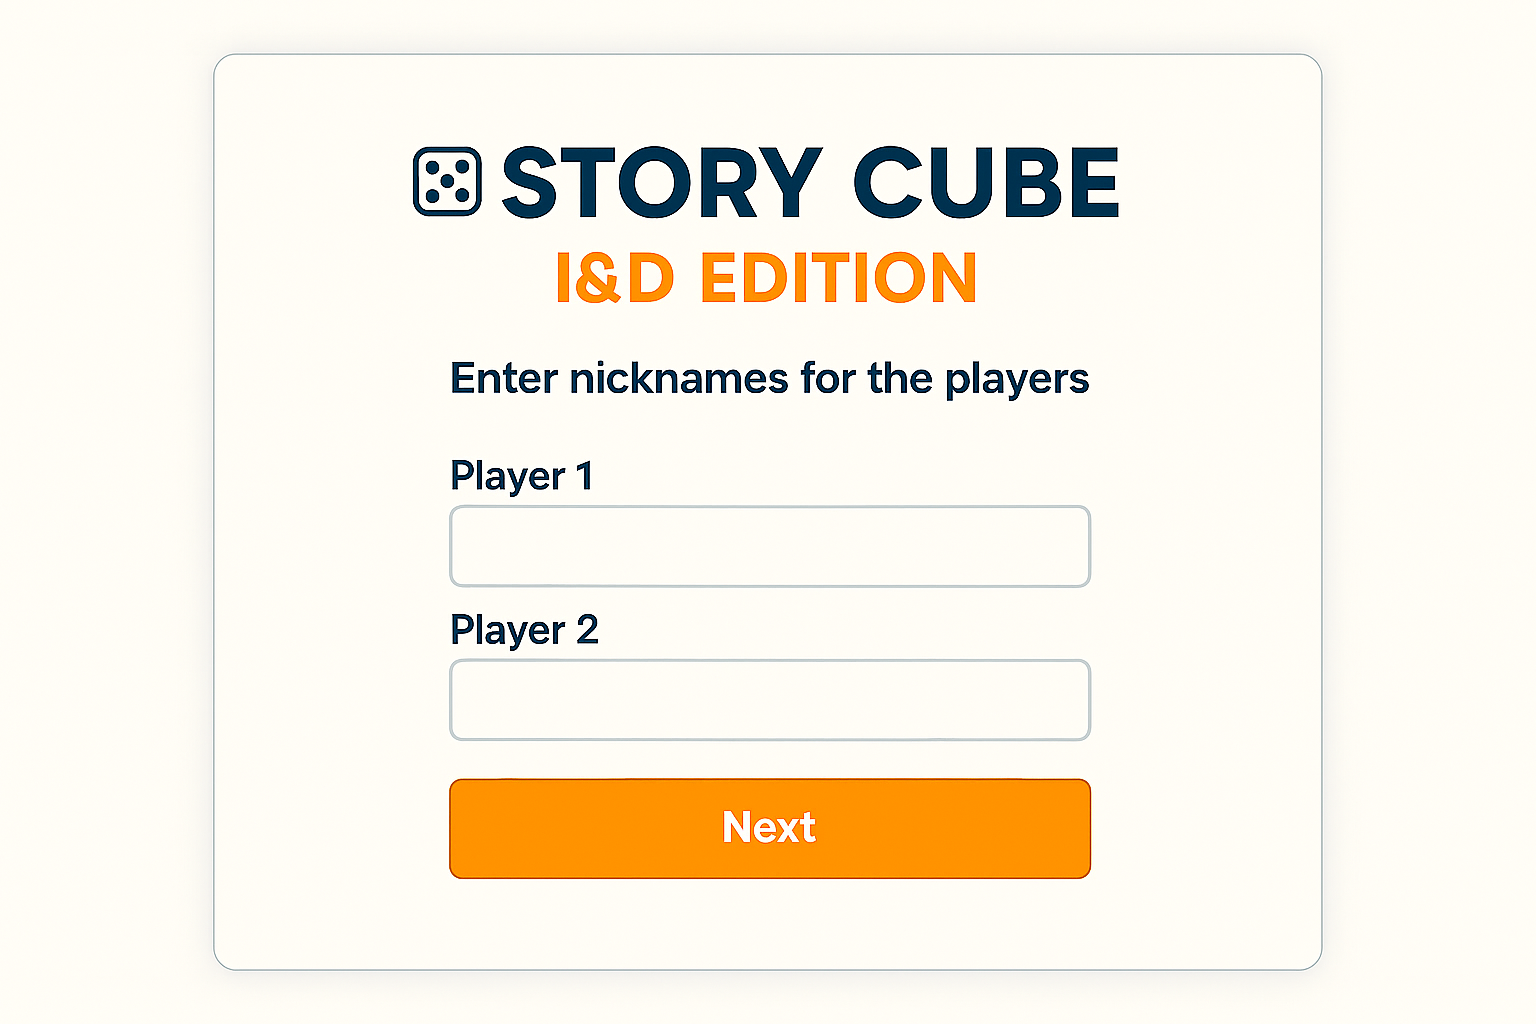 STORY CUBE
I&D EDITION
Enter nicknames for the players
Player 1
Player 2
Next